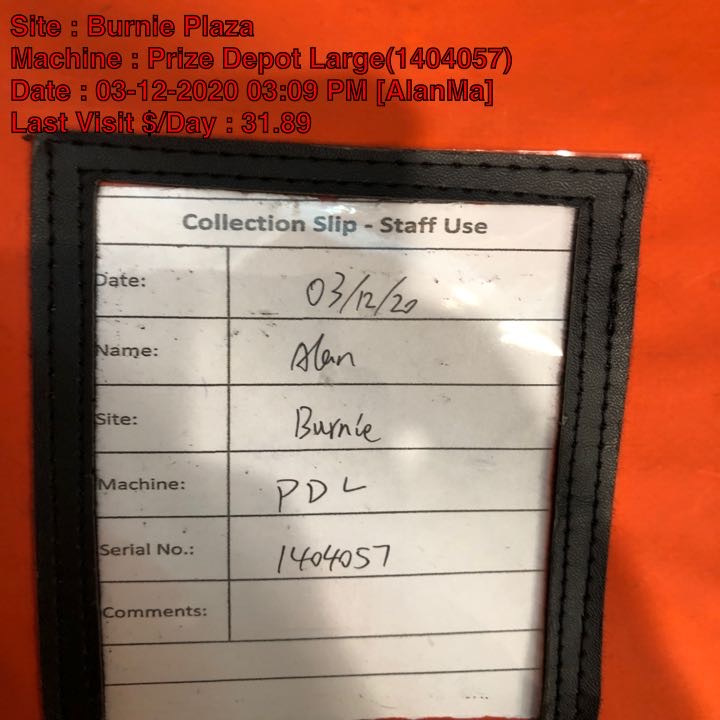 Site : Burnie Plaza
Machine : Prize Depot Large(1404057)
Date : 03-12-2020 03:09 PM [AlanMa]
Last Visit $/Day : 31.89
Collection Slip - Staff Use
Date: 03/12/20
Name: Alan
Site: Burnie
Machine: PDL
Serial No.: 1404057
Comments: